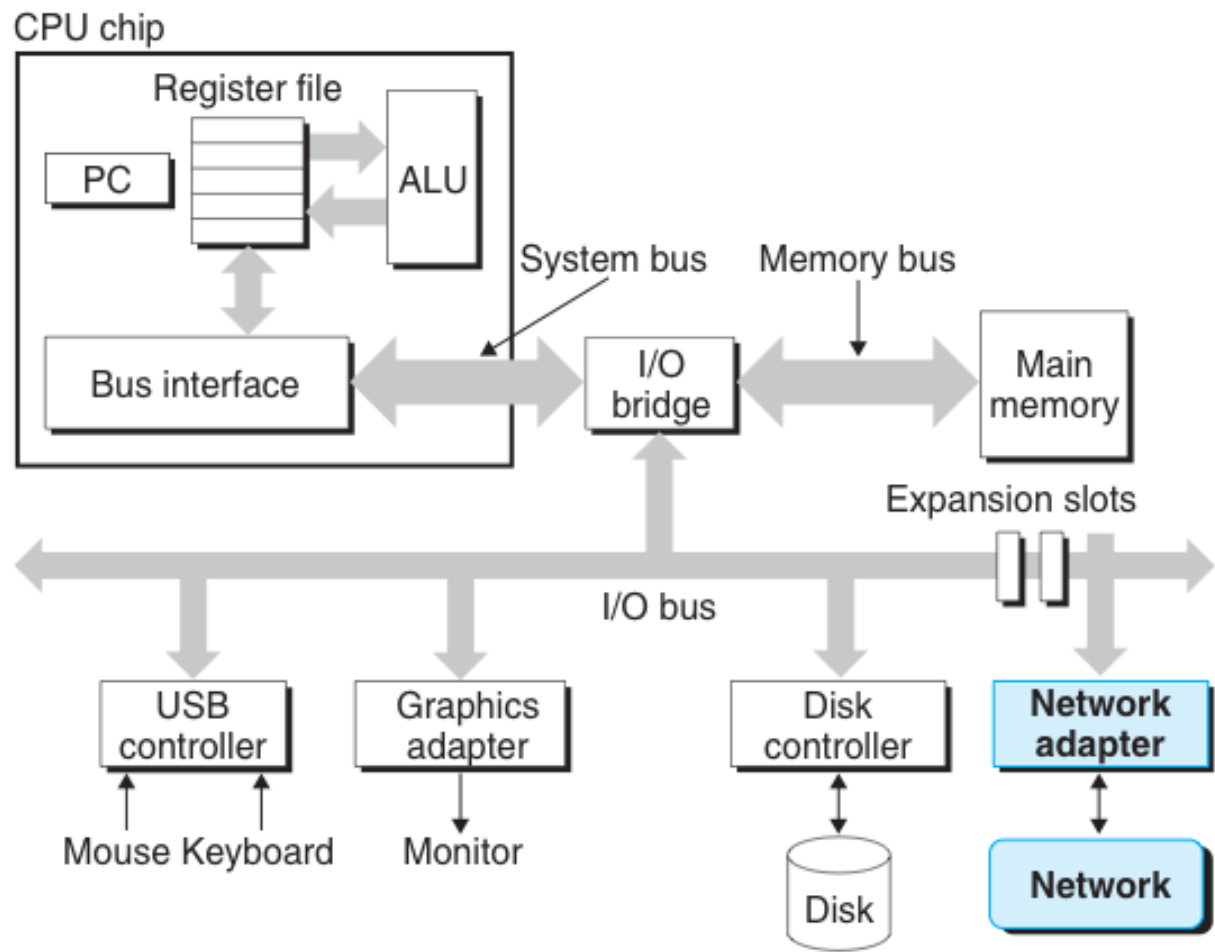 CPU chip
Register file
PC
ALU
System bus
Memory bus
Bus interface
I/O
bridge
Main
memory
Expansion slots
I/O bus
USB
controller
Graphics
adapter
Disk
controller
Network
adapter
Mouse Keyboard
Monitor
Disk
Network